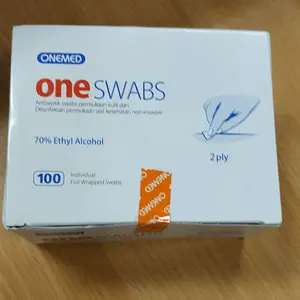 ONEMED
oneSWABS
Antiseptik swabs permukaan kulit dan
Desinfektan permukaan alat kesehatan non-invasive
70% Ethyl Alcohol
2 ply
100 Individual
Foil Wrapped Swabs
ONEMED
ONEMED